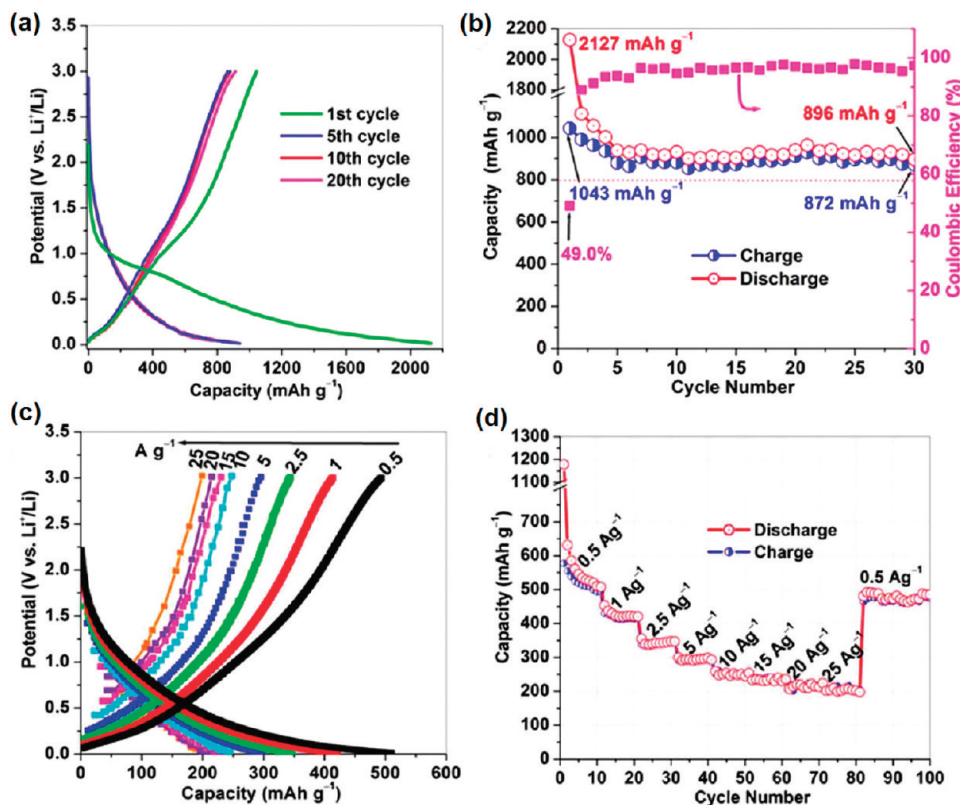 (a)
3.5
3.0
2.5
2.0
1.5
1.0
0.5
0.0
Potential (V vs. Li⁺/Li)
1st cycle
5th cycle
10th cycle
20th cycle
0 400 800 1200 1600 2000
Capacity (mAh g⁻¹)
(b)
2200
2000
1800
1000
800
600
400
200
0
Capacity (mAh g⁻¹)
2127 mAh g⁻¹
896 mAh g⁻¹
1043 mAh g⁻¹
872 mAh g⁻¹
49.0%
Charge
Discharge
100
80
60
40
20
0
Coulombic Efficiency (%)
0 5 10 15 20 25 30
Cycle Number
(c)
3.5
3.0
2.5
2.0
1.5
1.0
0.5
0.0
Potential (V vs. Li⁺/Li)
A g⁻¹
25 20 15 10 5 2.5 1 0.5
0 100 200 300 400 500 600
Capacity (mAh g⁻¹)
(d)
1300
1200
1100
700
600
500
400
300
200
100
0
Capacity (mAh g⁻¹)
Discharge
Charge
0.5 Ag⁻¹
1 Ag⁻¹
2.5 Ag⁻¹
5 Ag⁻¹
10 Ag⁻¹
15 Ag⁻¹
20 Ag⁻¹
25 Ag⁻¹
0.5 Ag⁻¹
0 10 20 30 40 50 60 70 80 90 100
Cycle Number